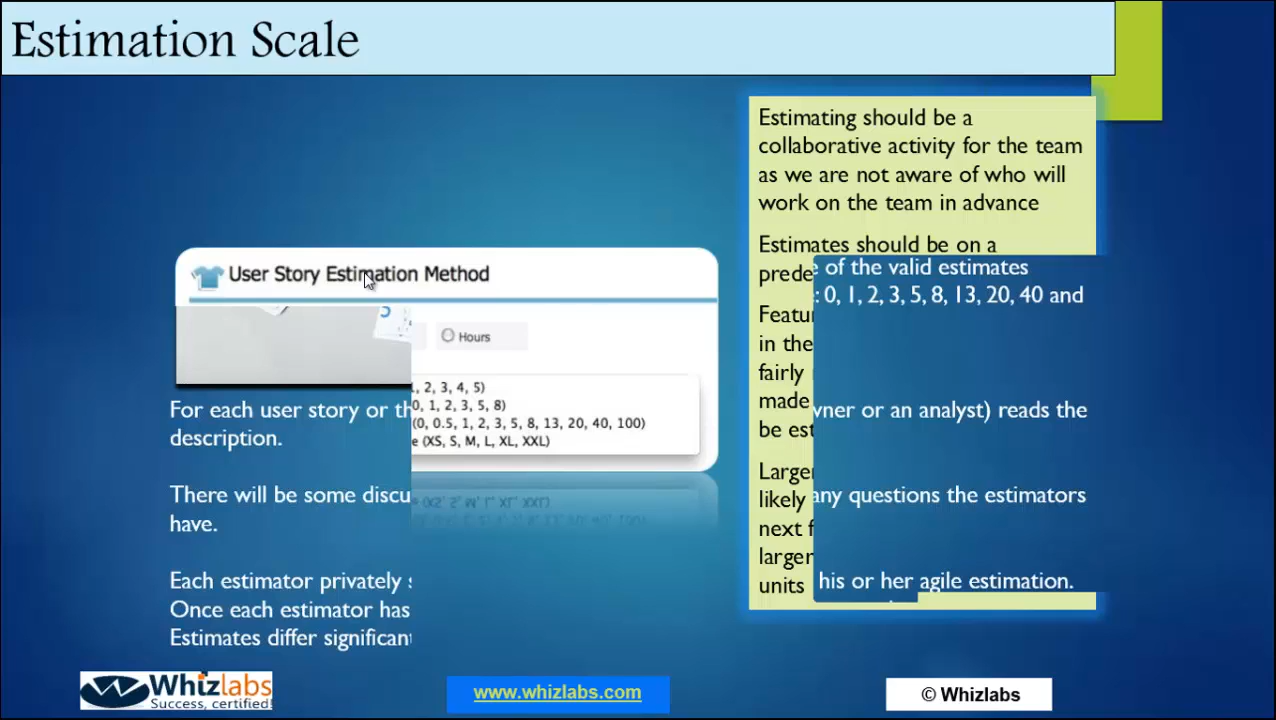 Estimation Scale
Estimating should be a
collaborative activity for the team
as we are not aware of who will
work on the team in advance
Estimates should be on a
prede
of the valid estimates
: 0, 1, 2, 3, 5, 8, 13, 20, 40 and
in the
fairly
made
be est
Larger
likely
next f
larger
units
User Story Estimation Method
5
Hours
, 2, 3, 4, 5)
0, 1, 2, 3, 5, 8)
(0, 0.5, 1, 2, 3, 5, 8, 13, 20, 40, 100)
e (XS, S, M, L, XL, XXL)
For each user story or th
wner or an analyst) reads the
description.
There will be some discu
any questions the estimators
have.
Each estimator privately
his or her agile estimation.
Once each estimator has
Estimates differ significan
Whizlabs
Success, certified!
www.whizlabs.com
© Whizlabs